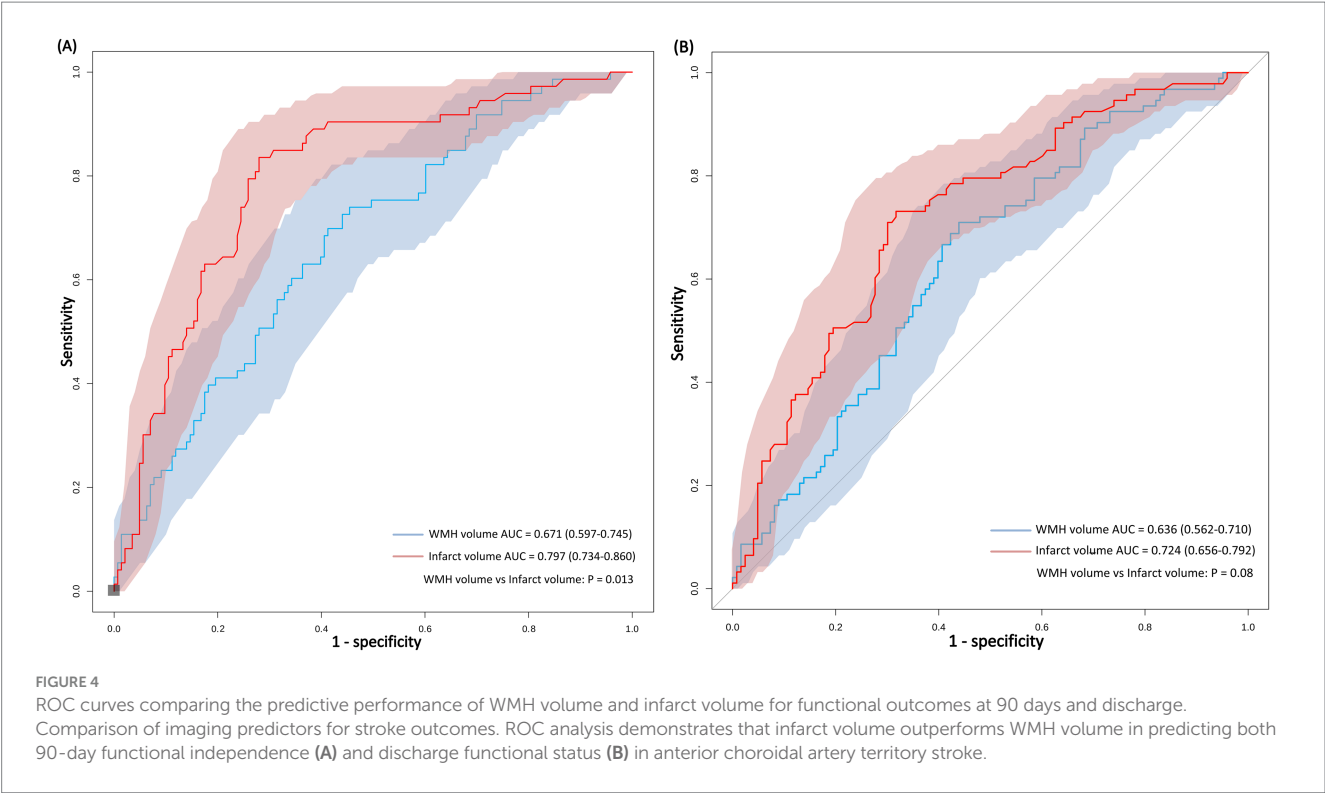 (A)
1.0
0.8
0.6
0.4
0.2
0.0
Sensitivity
WMH volume AUC = 0.671 (0.597-0.745)
Infarct volume AUC = 0.797 (0.734-0.860)
WMH volume vs Infarct volume: P = 0.013
0.0 0.2 0.4 0.6 0.8 1.0
1 - specificity
(B)
1.0
0.8
0.6
0.4
0.2
0.0
Sensitivity
WMH volume AUC = 0.636 (0.562-0.710)
Infarct volume AUC = 0.724 (0.656-0.792)
WMH volume vs Infarct volume: P = 0.08
0.0 0.2 0.4 0.6 0.8 1.0
1 - specificity
FIGURE 4
ROC curves comparing the predictive performance of WMH volume and infarct volume for functional outcomes at 90 days and discharge.
Comparison of imaging predictors for stroke outcomes. ROC analysis demonstrates that infarct volume outperforms WMH volume in predicting both
90-day functional independence (A) and discharge functional status (B) in anterior choroidal artery territory stroke.